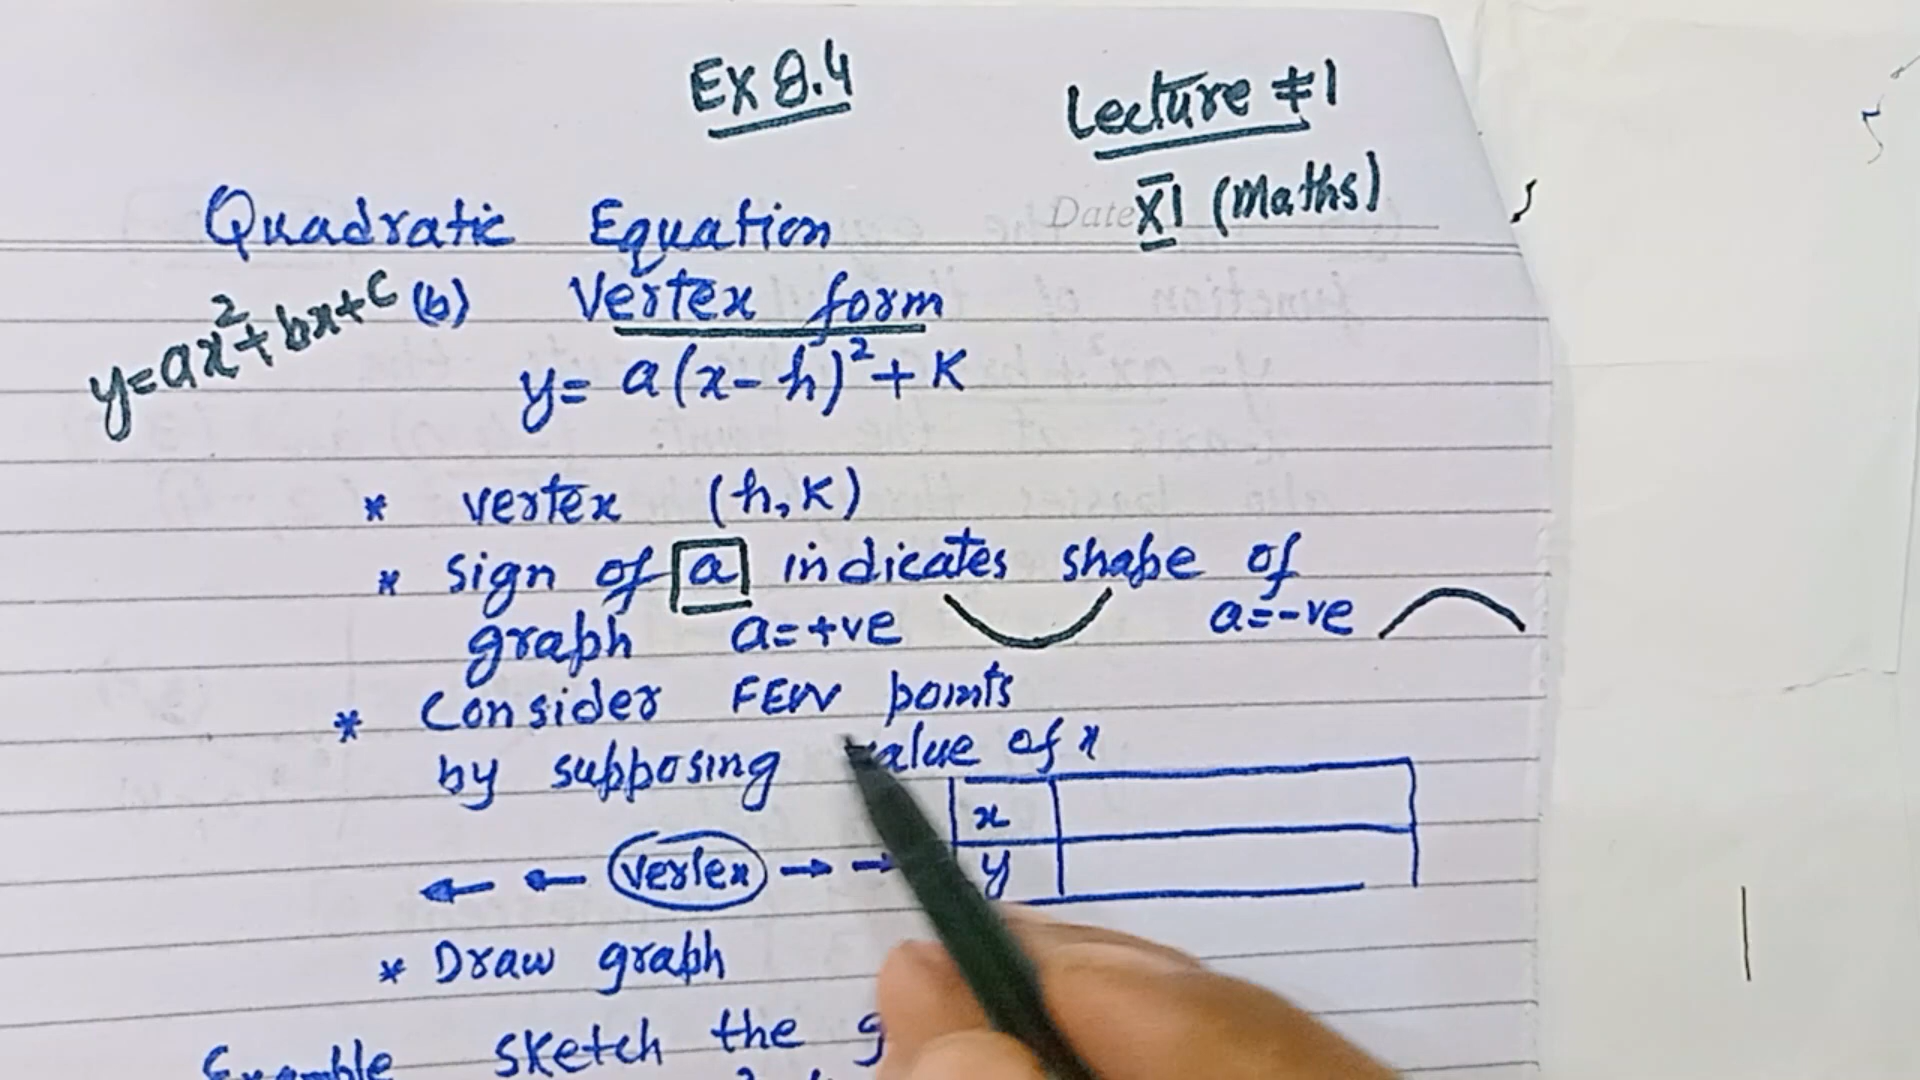 Ex 8.4
Lecture #1
Date XI (Maths)
Quadratic Equation
y=ax²+bx+c (b) Vertex form
y= a(x-h)²+K
* vertex (h,K)
* Sign of a indicates shape of
graph a=+ve a=-ve
* Consider FEW points
by supposing value of x
x
y
← ← vertex → →
* Draw graph
Example sketch the